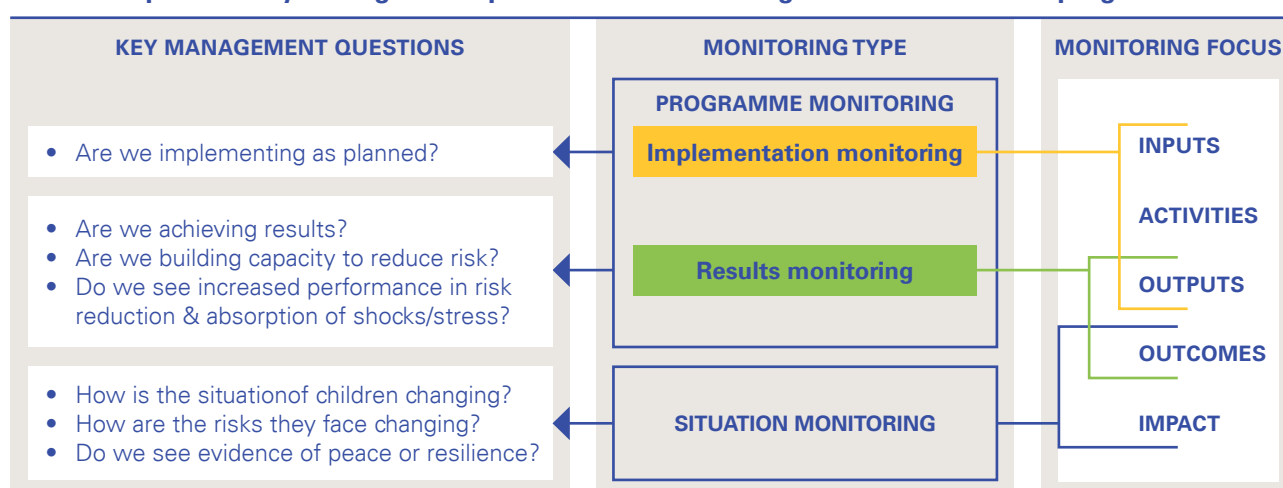 KEY MANAGEMENT QUESTIONS
MONITORING TYPE
MONITORING FOCUS
PROGRAMME MONITORING
• Are we implementing as planned?
Implementation monitoring
INPUTS
ACTIVITIES
• Are we achieving results?
• Are we building capacity to reduce risk?
• Do we see increased performance in risk
reduction & absorption of shocks/stress?
Results monitoring
OUTPUTS
OUTCOMES
• How is the situationof children changing?
• How are the risks they face changing?
• Do we see evidence of peace or resilience?
SITUATION MONITORING
IMPACT